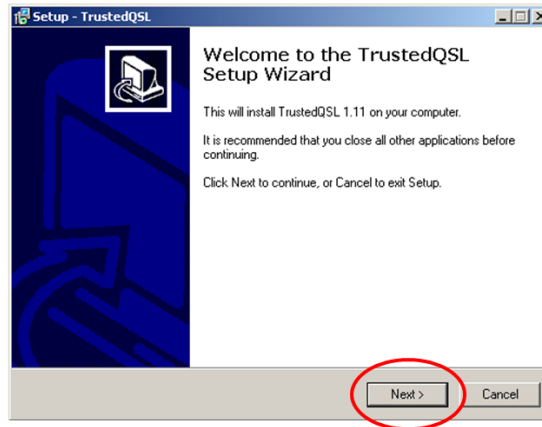 Setup - TrustedQSL
Welcome to the TrustedQSL
Setup Wizard
This will install TrustedQSL 1.11 on your computer.
It is recommended that you close all other applications before
continuing.
Click Next to continue, or Cancel to exit Setup.
Next >
Cancel